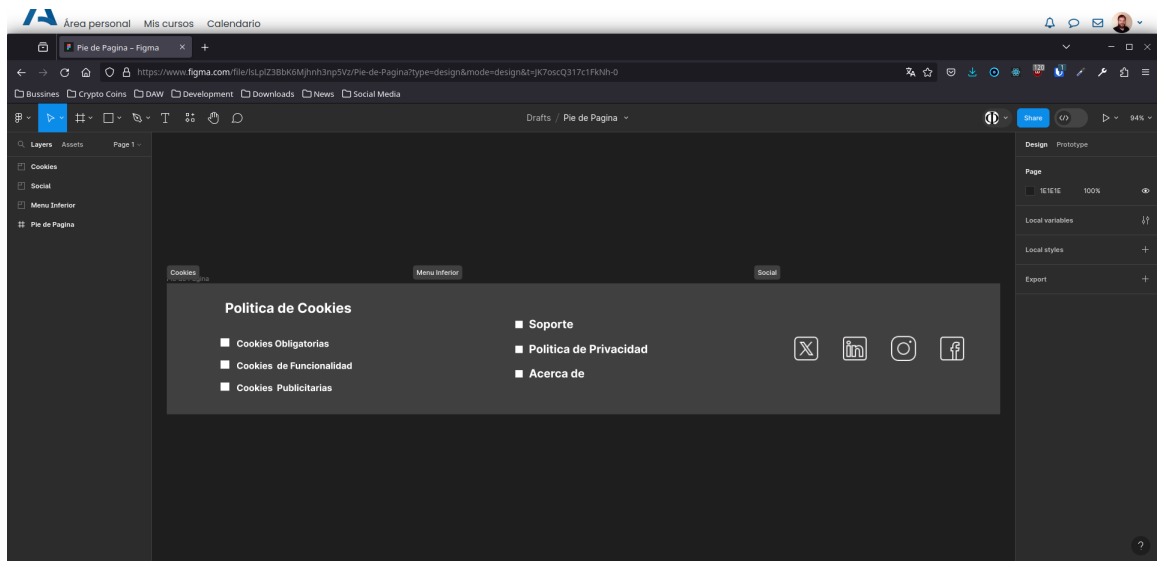 Área personal Mis cursos Calendario
Pie de Pagina – Figma
https://www.figma.com/file/lsLplZ3BbK6Mjhnh3np5Vz/Pie-de-Pagina?type=design&mode=design&t=JK7oscQ317c1FkNh-0
120
1
Bussines Crypto Coins DAW Development Downloads News Social Media
Drafts / Pie de Pagina
Share
94%
Layers Assets Page 1
Design Prototype
Cookies
Social
Menu Inferior
Pie de Pagina
Page
1E1E1E 100%
Local variables
Local styles
Export
Cookies Menu Inferior Social
Politica de Cookies
Cookies Obligatorias
Cookies de Funcionalidad
Cookies Publicitarias
Soporte
Politica de Privacidad
Acerca de
?